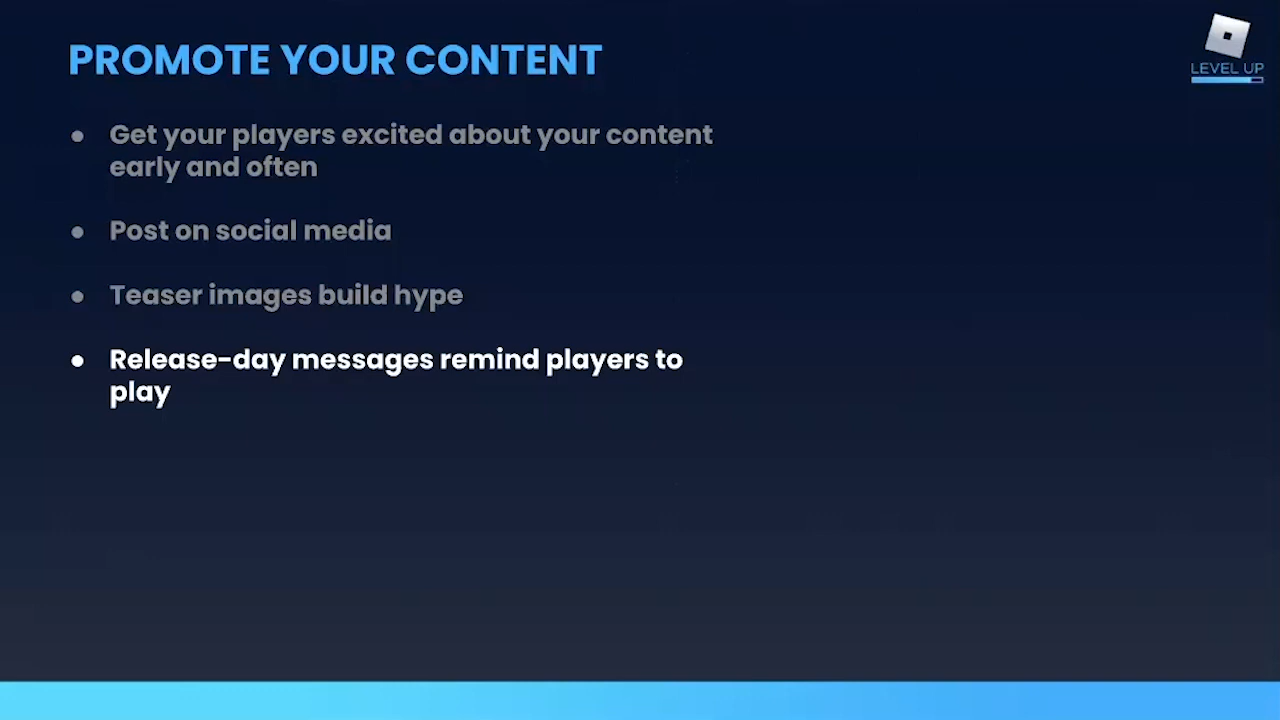 PROMOTE YOUR CONTENT
LEVEL UP
● Get your players excited about your content
early and often
● Post on social media
● Teaser images build hype
● Release-day messages remind players to
play